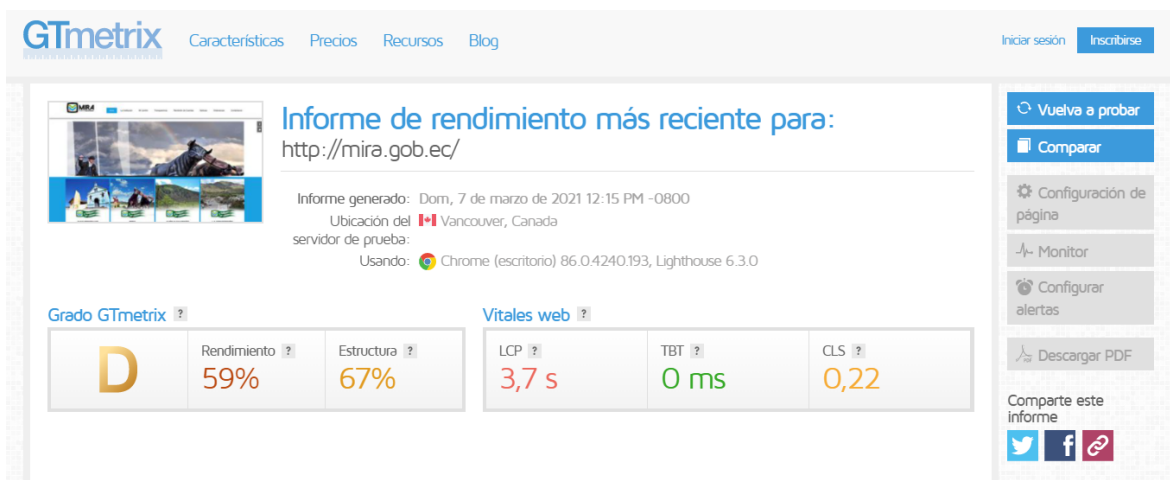 GTmetrix Características Precios Recursos Blog Iniciar sesión Inscribirse
MIRA
Informe de rendimiento más reciente para:
http://mira.gob.ec/
Informe generado: Dom, 7 de marzo de 2021 12:15 PM -0800
Ubicación del servidor de prueba: Vancouver, Canada
Usando: Chrome (escritorio) 86.0.4240.193, Lighthouse 6.3.0
Vuelva a probar
Comparar
Configuración de
página
Monitor
Configurar
alertas
Descargar PDF
Comparte este
informe
Grado GTmetrix ?
D
Rendimiento ?
59%
Estructura ?
67%
Vitales web ?
LCP ?
3,7 s
TBT ?
0 ms
CLS ?
0,22